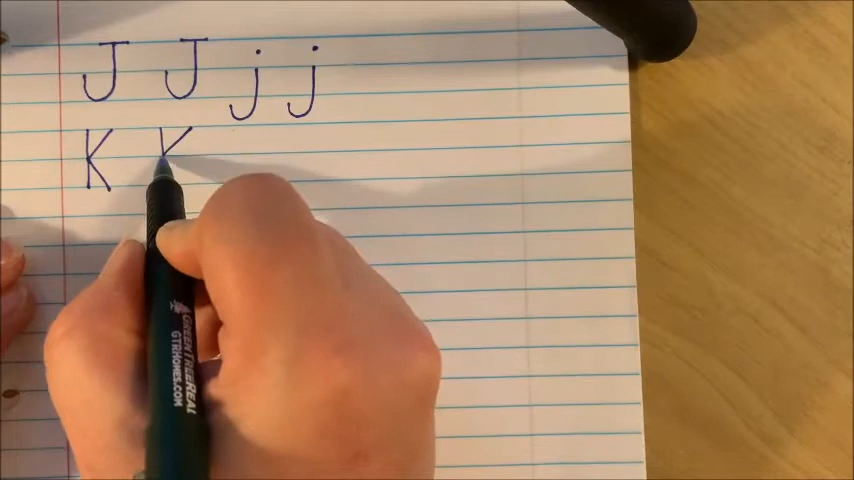 J J j j
K K
GREENTREEREAL
GTRHOMES.COM